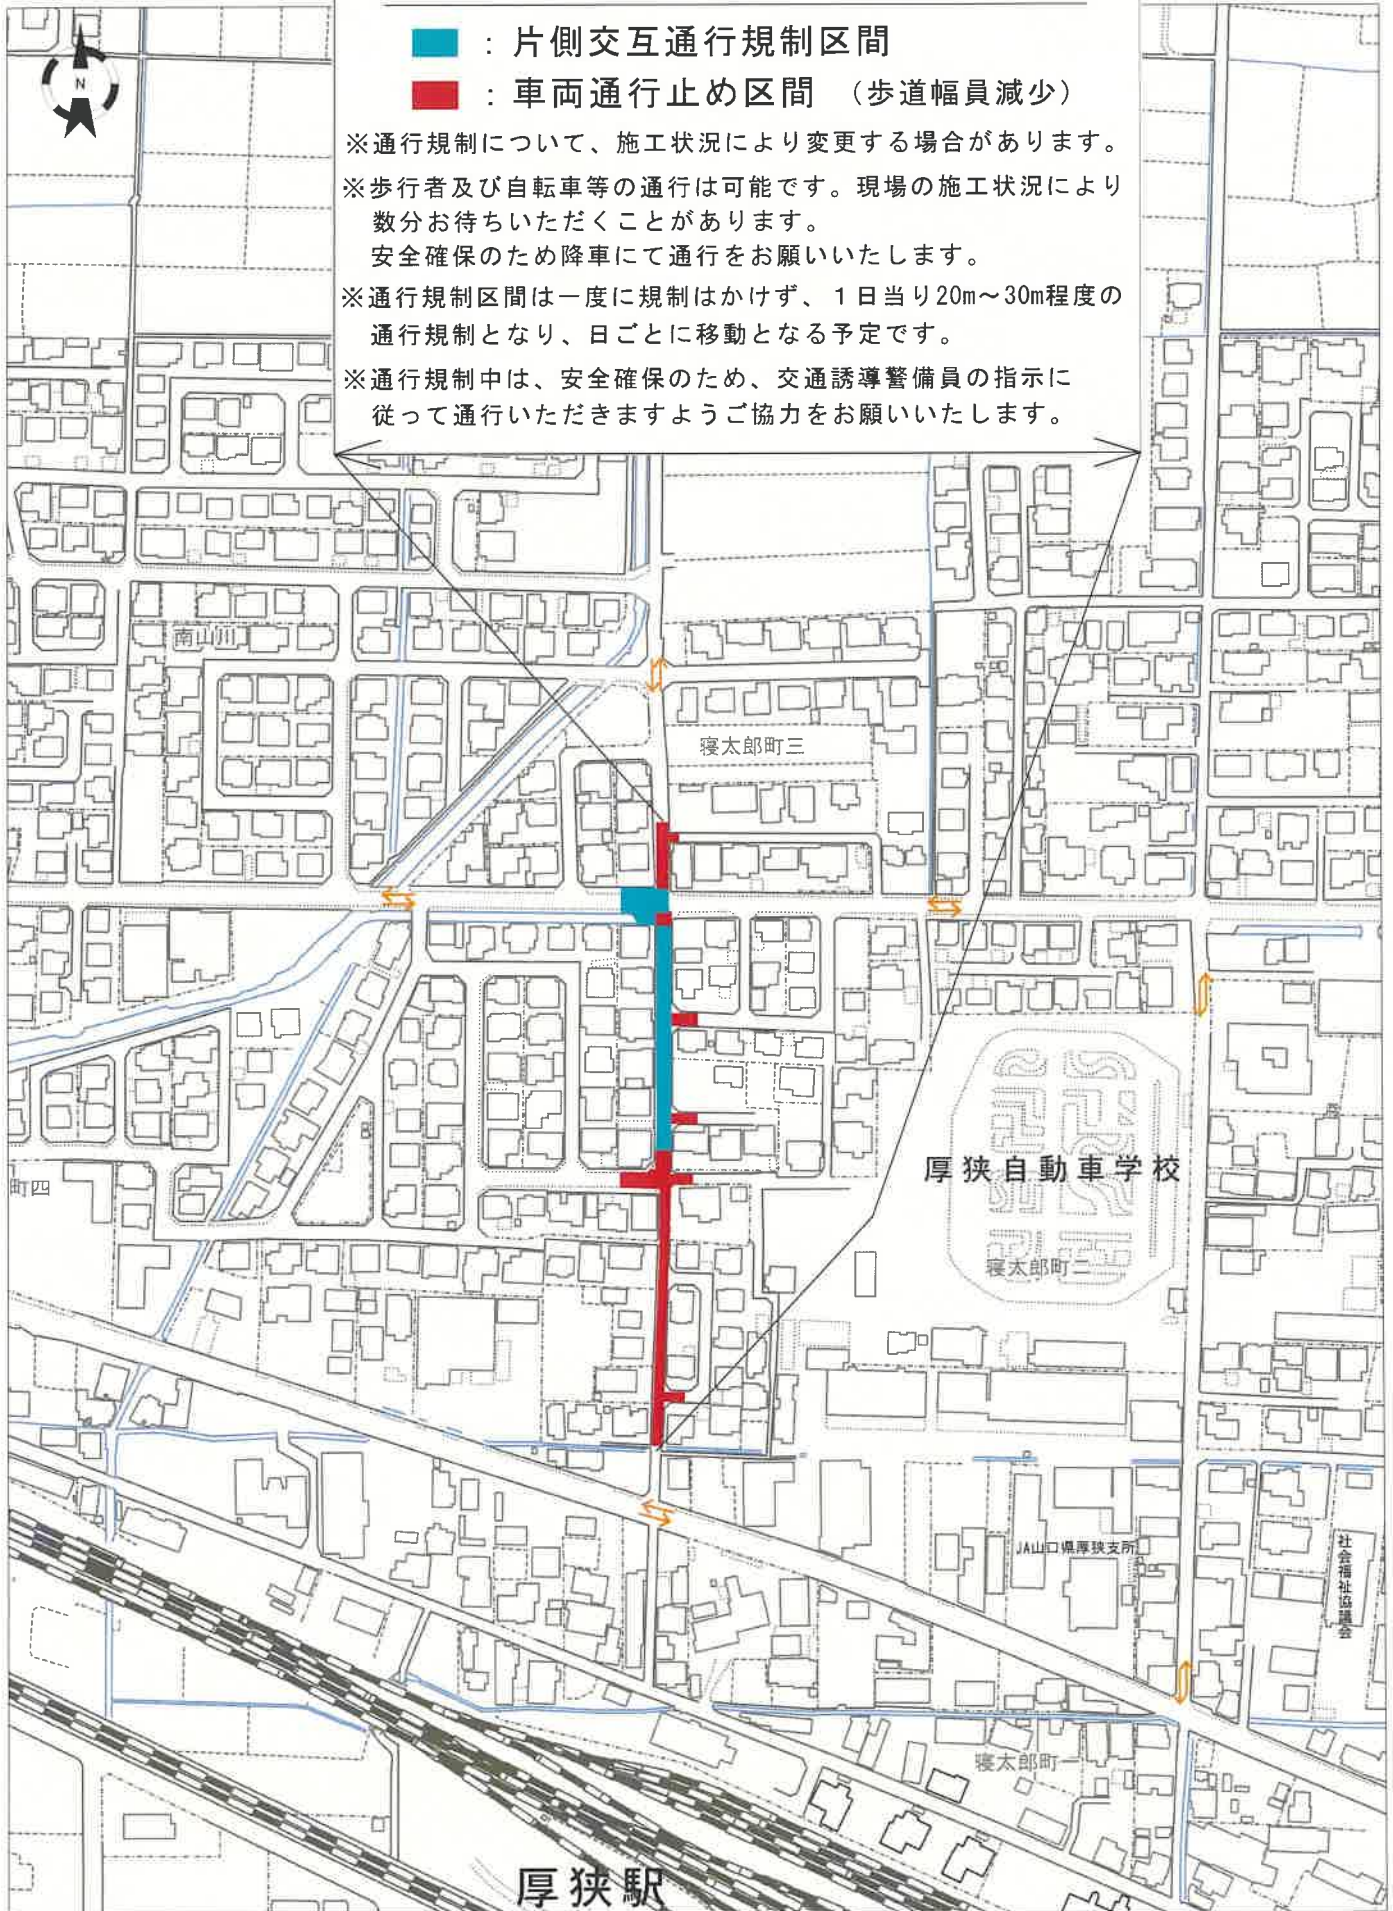 N
：片側交互通行規制区間
：車両通行止め区間 （歩道幅員減少）
※通行規制について、施工状況により変更する場合があります。
※歩行者及び自転車等の通行は可能です。現場の施工状況により
数分お待ちいただくことがあります。
安全確保のため降車にて通行をお願いいたします。
※通行規制区間は一度に規制はかけず、１日当り20m～30m程度の
通行規制となり、日ごとに移動となる予定です。
※通行規制中は、安全確保のため、交通誘導警備員の指示に
従って通行いただきますようご協力をお願いいたします。
南山川
寝太郎町三
厚狭自動車学校
町四
寝太郎町二
JA山口県厚狭支所
社会福祉協議会
寝太郎町一
厚狭駅